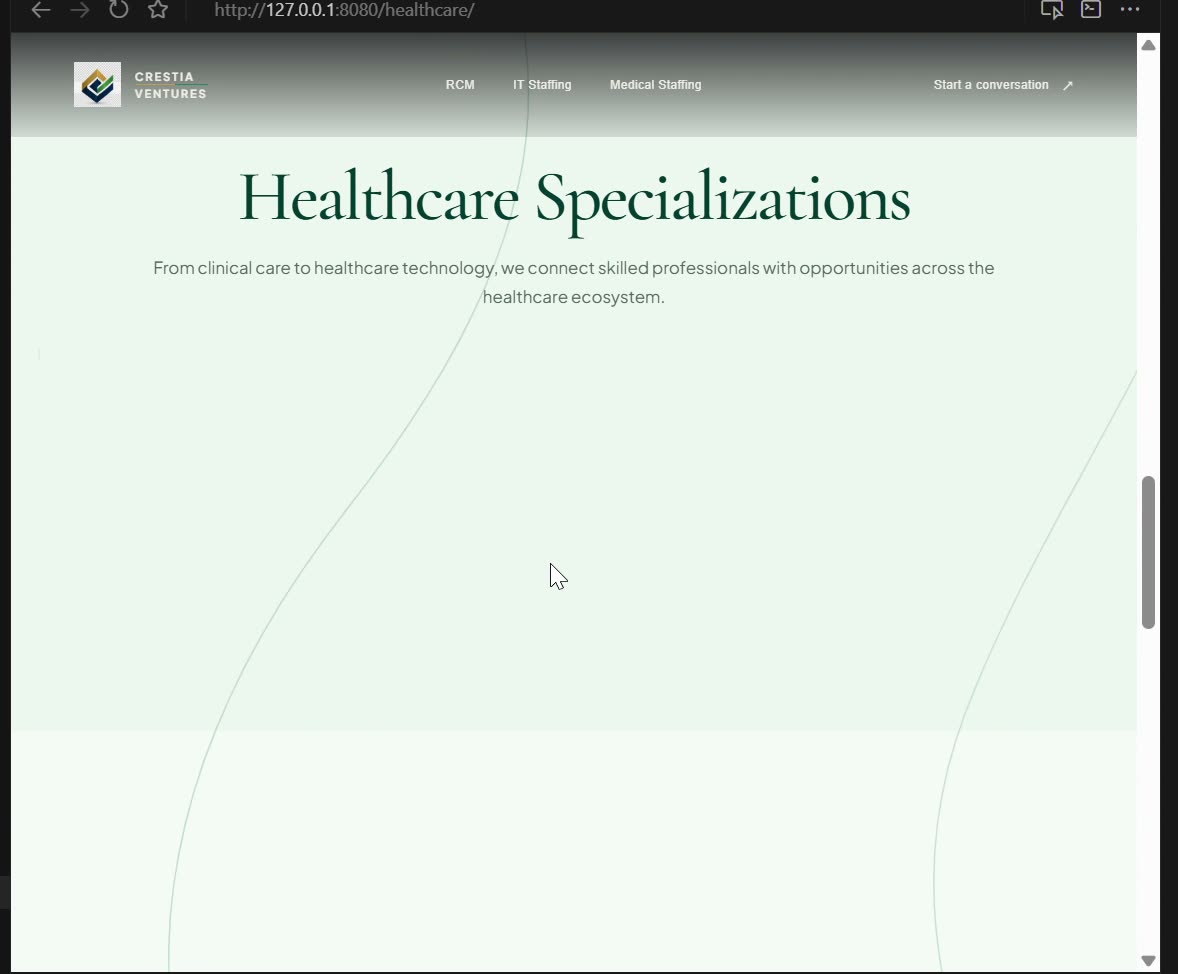 http://127.0.0.1:8080/healthcare/
CRESTIA
VENTURES
RCM
IT Staffing
Medical Staffing
Start a conversation ↗
Healthcare Specializations
From clinical care to healthcare technology, we connect skilled professionals with opportunities across the
healthcare ecosystem.